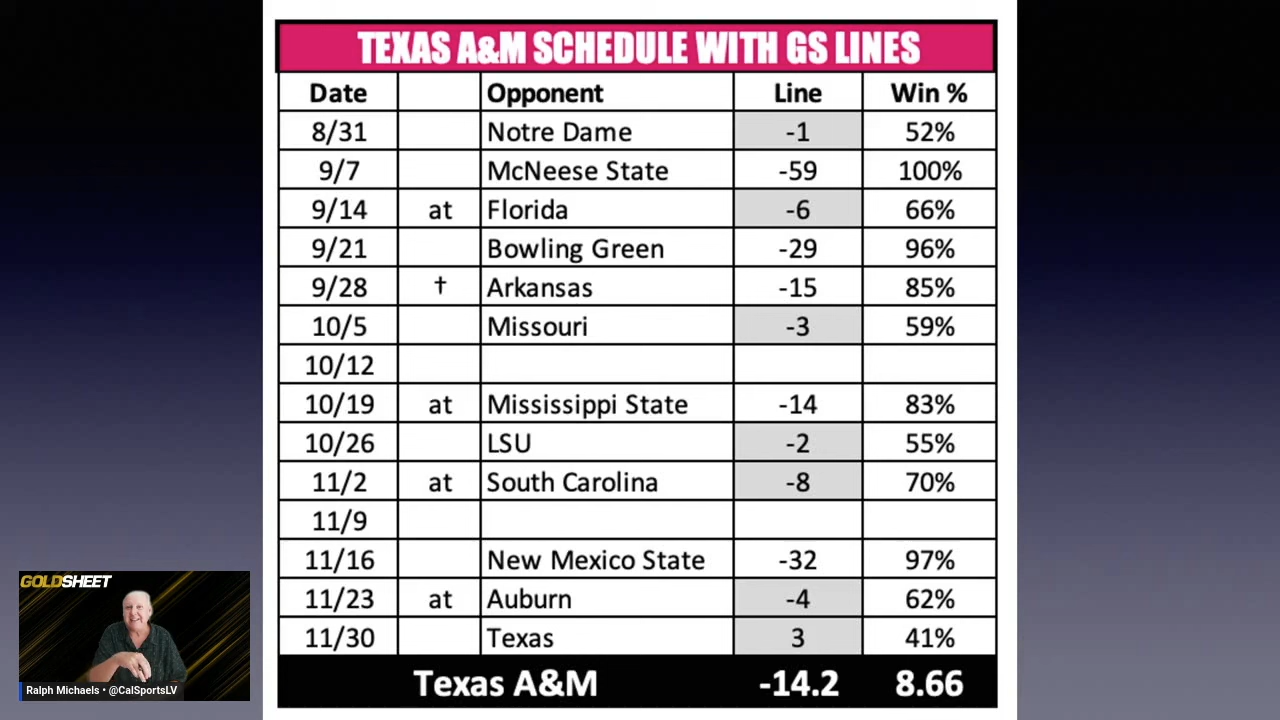 TEXAS A&M SCHEDULE WITH GS LINES
Date Opponent Line Win %
8/31 Notre Dame -1 52%
9/7 McNeese State -59 100%
9/14 at Florida -6 66%
9/21 Bowling Green -29 96%
9/28 † Arkansas -15 85%
10/5 Missouri -3 59%
10/12
10/19 at Mississippi State -14 83%
10/26 LSU -2 55%
11/2 at South Carolina -8 70%
11/9
11/16 New Mexico State -32 97%
11/23 at Auburn -4 62%
11/30 Texas 3 41%
Texas A&M -14.2 8.66
GOLDSHEET
Ralph Michaels • @CalSportsLV